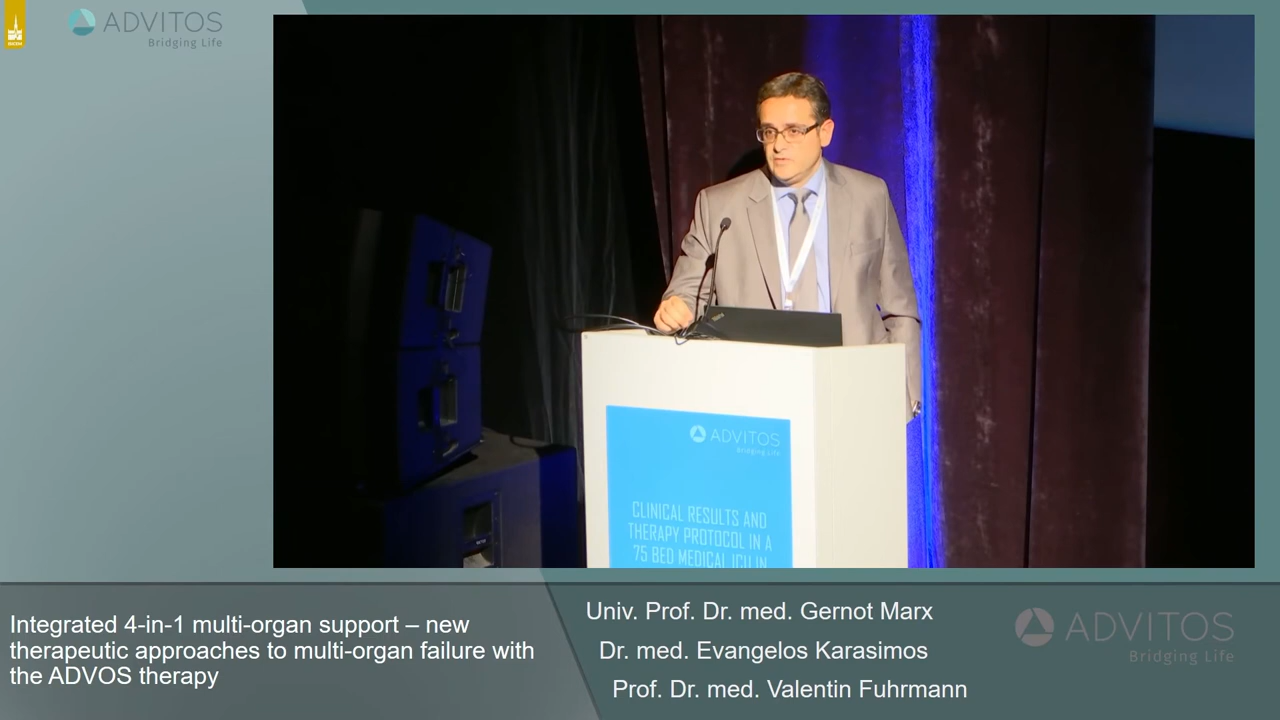 ADVITOS
Bridging Life
ADVITOS
Bridging Life
CLINICAL RESULTS AND
THERAPY PROTOCOL IN A
75 BED MEDICAL ICU IN
Integrated 4-in-1 multi-organ support – new
therapeutic approaches to multi-organ failure with
the ADVOS therapy
Univ. Prof. Dr. med. Gernot Marx
Dr. med. Evangelos Karasimos
Prof. Dr. med. Valentin Fuhrmann
ADVITOS
Bridging Life